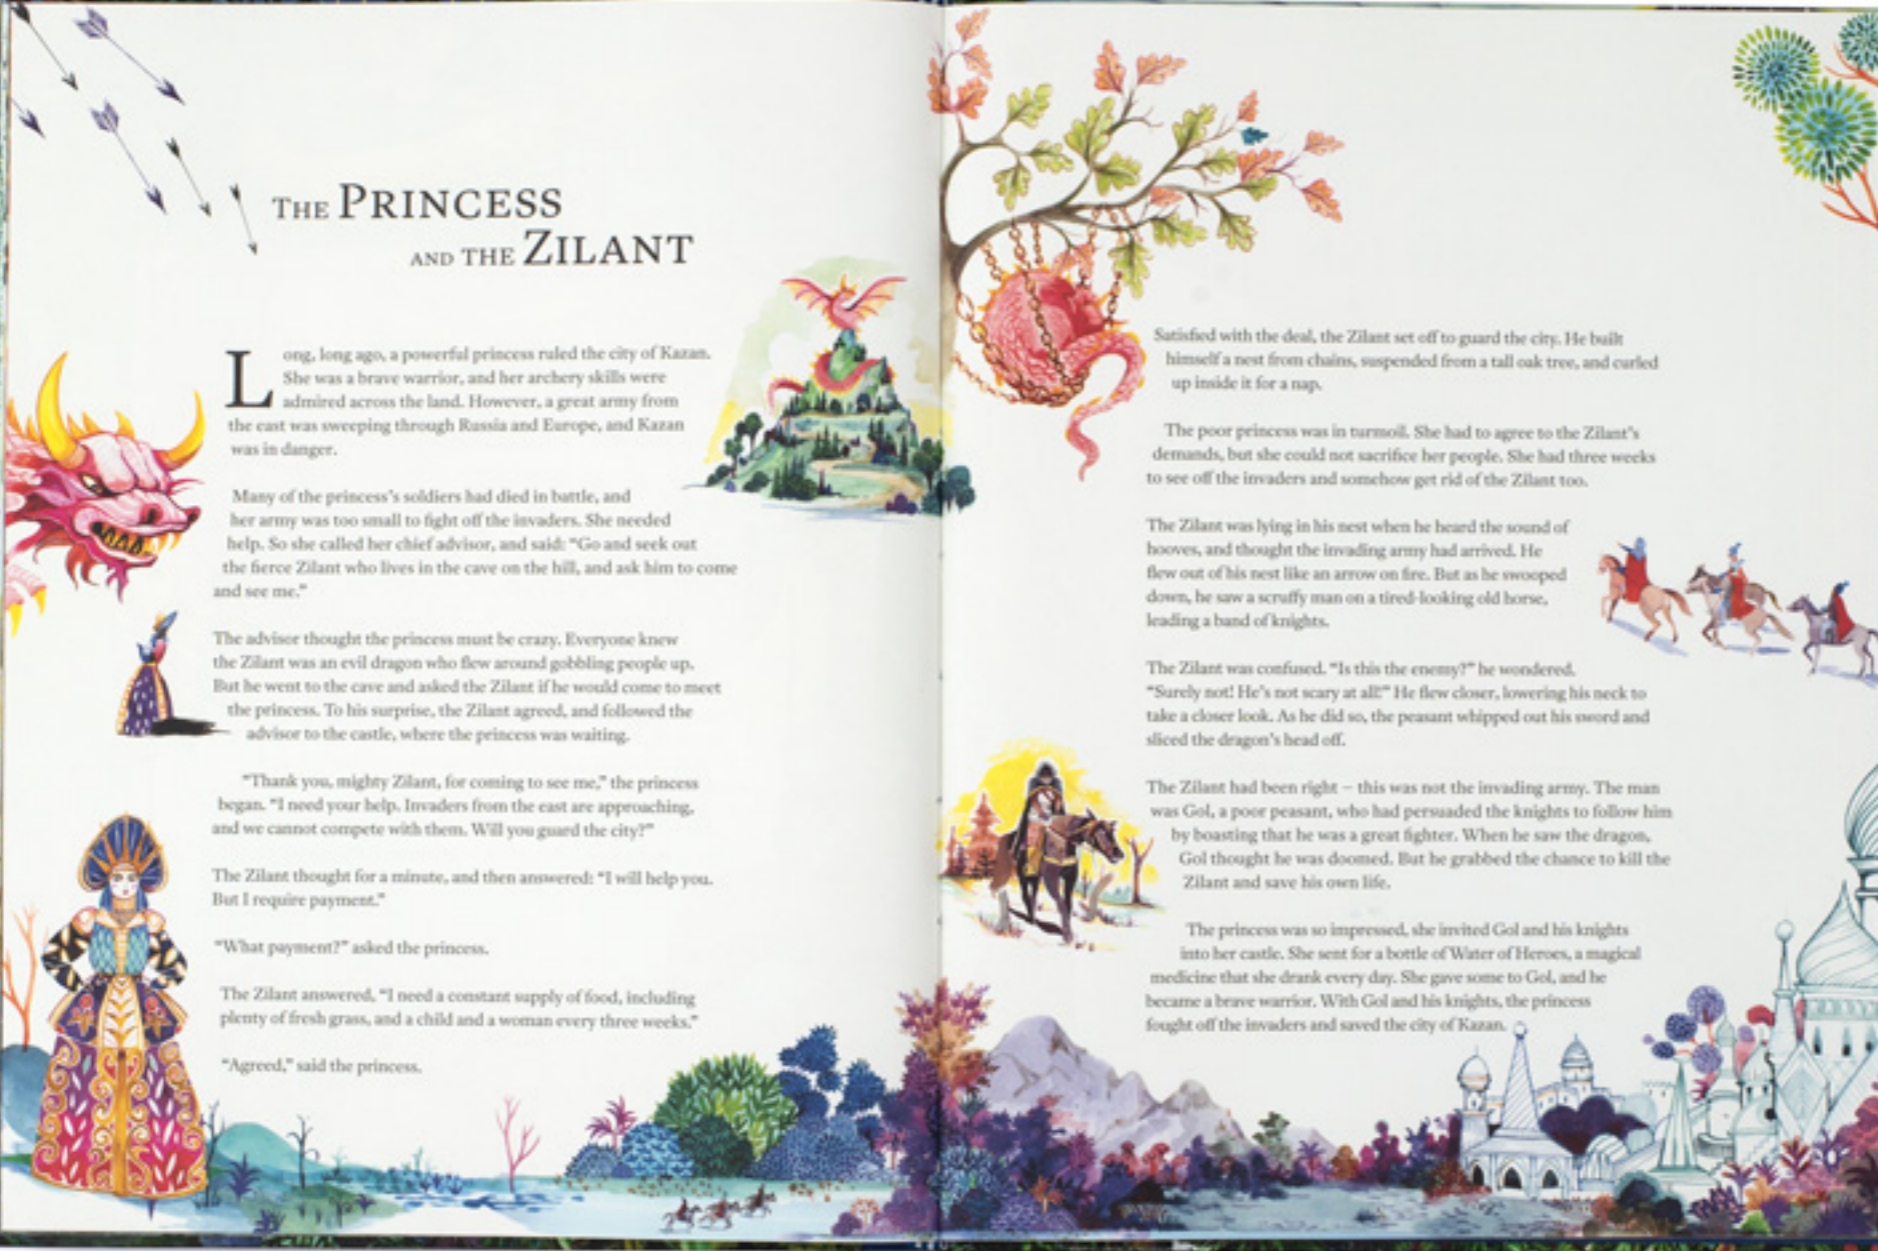 THE PRINCESS
AND THE ZILANT
Long, long ago, a powerful princess ruled the city of Kazan.
She was a brave warrior, and her archery skills were
admired across the land. However, a great army from
the east was sweeping through Russia and Europe, and Kazan
was in danger.
Many of the princess's soldiers had died in battle, and
her army was too small to fight off the invaders. She needed
help. So she called her chief advisor, and said: “Go and seek out
the fierce Zilant who lives in the cave on the hill, and ask him to come
and see me.”
The advisor thought the princess must be crazy. Everyone knew
the Zilant was an evil dragon who flew around gobbling people up.
But he went to the cave and asked the Zilant if he would come to meet
the princess. To his surprise, the Zilant agreed, and followed the
advisor to the castle, where the princess was waiting.
“Thank you, mighty Zilant, for coming to see me,” the princess
began. “I need your help. Invaders from the east are approaching,
and we cannot compete with them. Will you guard the city?”
The Zilant thought for a minute, and then answered: “I will help you.
But I require payment.”
“What payment?” asked the princess.
The Zilant answered, “I need a constant supply of food, including
plenty of fresh grass, and a child and a woman every three weeks.”
“Agreed,” said the princess.
Satisfied with the deal, the Zilant set off to guard the city. He built
himself a nest from chains, suspended from a tall oak tree, and curled
up inside it for a nap.
The poor princess was in turmoil. She had to agree to the Zilant's
demands, but she could not sacrifice her people. She had three weeks
to see off the invaders and somehow get rid of the Zilant too.
The Zilant was lying in his nest when he heard the sound of
hooves, and thought the invading army had arrived. He
flew out of his nest like an arrow on fire. But as he swooped
down, he saw a scruffy man on a tired-looking old horse,
leading a band of knights.
The Zilant was confused. “Is this the enemy?” he wondered.
“Surely not! He's not scary at all!” He flew closer, lowering his neck to
take a closer look. As he did so, the peasant whipped out his sword and
sliced the dragon's head off.
The Zilant had been right – this was not the invading army. The man
was Gol, a poor peasant, who had persuaded the knights to follow him
by boasting that he was a great fighter. When he saw the dragon,
Gol thought he was doomed. But he grabbed the chance to kill the
Zilant and save his own life.
The princess was so impressed, she invited Gol and his knights
into her castle. She sent for a bottle of Water of Heroes, a magical
medicine that she drank every day. She gave some to Gol, and he
became a brave warrior. With Gol and his knights, the princess
fought off the invaders and saved the city of Kazan.